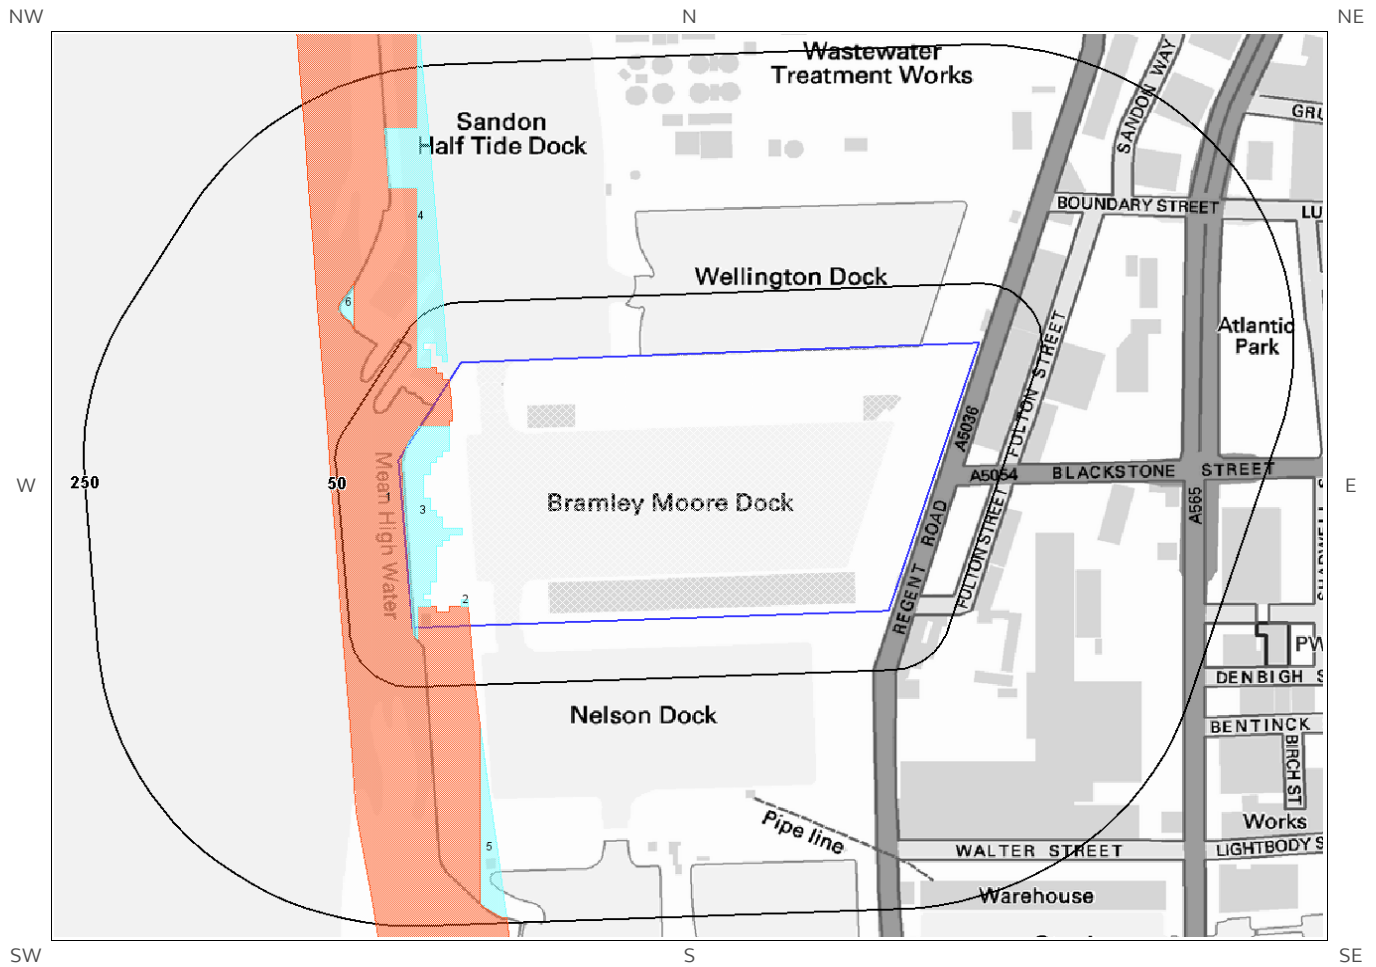 NW
N
NE
Wastewater
Treatment Works
SANDON WAY
GRU
Sandon
Half Tide Dock
4
BOUNDARY STREET
LU
Wellington Dock
6
Atlantic
Park
FULTON STREET
A5036
A5054
BLACKSTONE STREET
W
250
50
Mean High Water
1
3
Bramley Moore Dock
A565
E
REGENT ROAD
FULTON STREET
SHADWELL S
2
PW
DENBIGH S
Nelson Dock
BENTINCK
BIRCH ST
Pipe line
Works
5
WALTER STREET
LIGHTBODY S
Warehouse
SW
S
SE